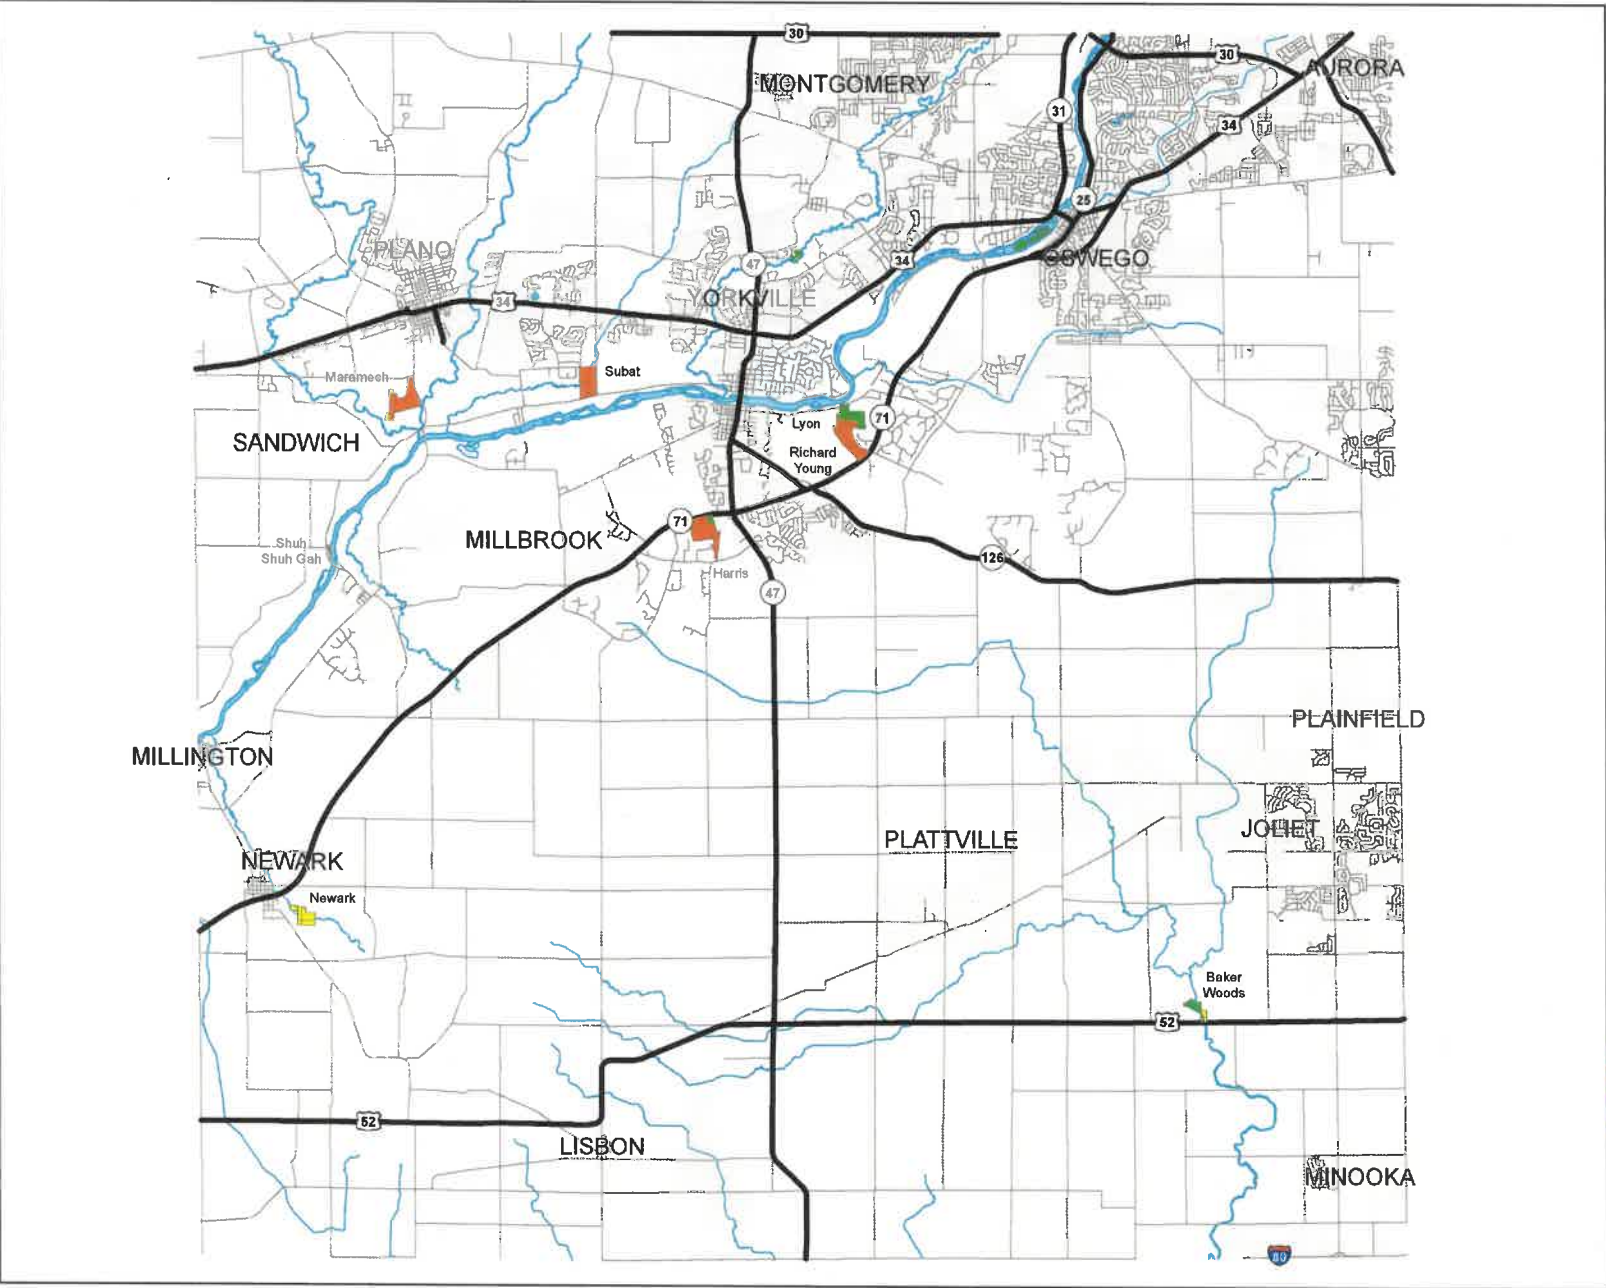 30
30
MONTGOMERY
AURORA
31
34
25
PLANO
34
OSWEGO
47
34
YORKVILLE
Maramech
Subat
SANDWICH
Lyon
71
Richard
Young
71
MILLBROOK
Shuh
Shuh Gah
126
Harris
47
PLAINFIELD
MILLINGTON
JOLIET
PLATTVILLE
NEWARK
Newark
Baker
Woods
52
52
LISBON
MINOOKA
80